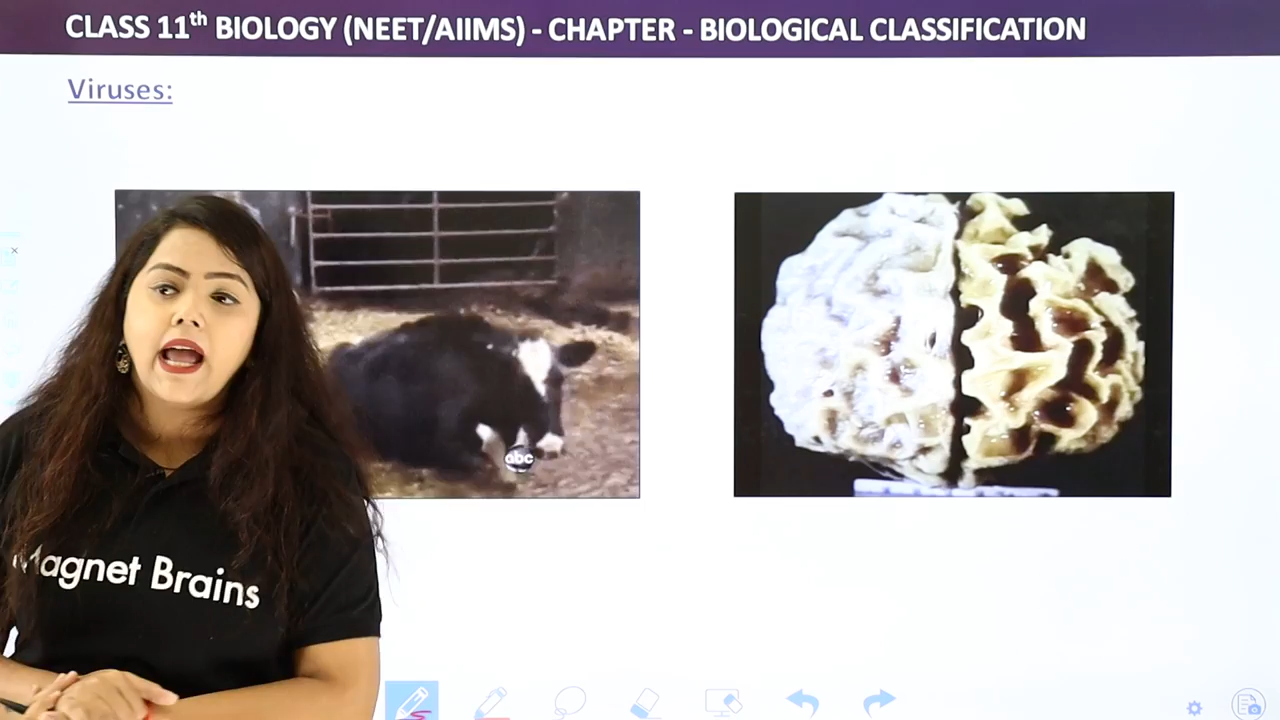 CLASS 11th BIOLOGY (NEET/AIIMS) - CHAPTER - BIOLOGICAL CLASSIFICATION
Viruses:
abc
Magnet Brains